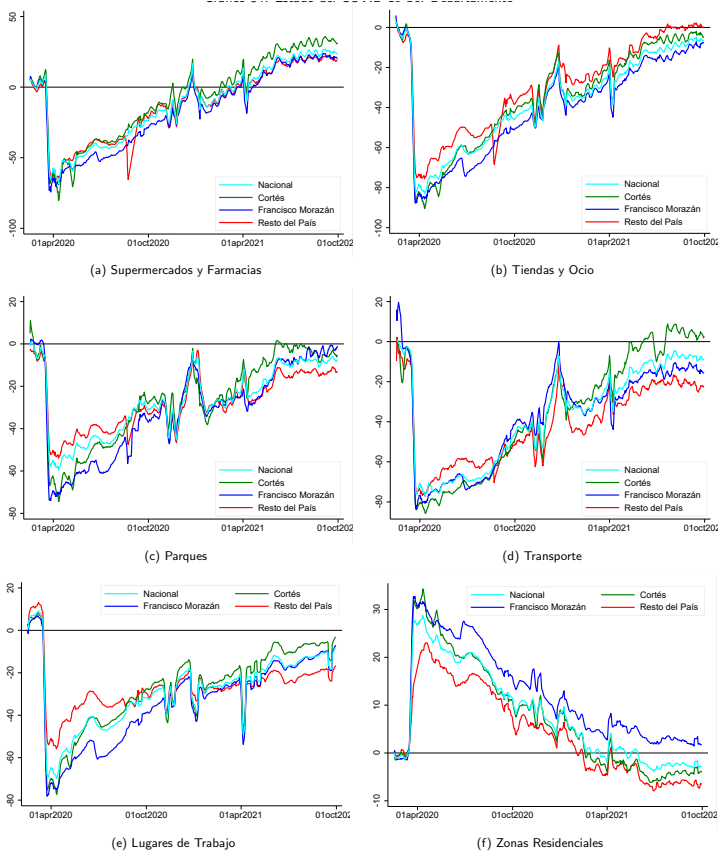 50
0
-50
-100
01apr2020 01oct2020 01apr2021 01oct202
Nacional
Cortés
Francisco Morazán
Resto del País
(a) Supermercados y Farmacias
0
-20
-40
-60
-80
-100
01apr2020 01oct2020 01apr2021 01oct202
Nacional
Cortés
Francisco Morazán
Resto del País
(b) Tiendas y Ocio
20
0
-20
-40
-60
-80
01apr2020 01oct2020 01apr2021 01oct202
Nacional
Cortés
Francisco Morazán
Resto del País
(c) Parques
20
0
-20
-40
-60
-80
01apr2020 01oct2020 01apr2021 01oct202
Nacional
Cortés
Francisco Morazán
Resto del País
(d) Transporte
20
0
-20
-40
-60
-80
01apr2020 01oct2020 01apr2021 01oct202
Nacional Cortés
Francisco Morazán Resto del País
(e) Lugares de Trabajo
30
20
10
0
-10
01apr2020 01oct2020 01apr2021 01oct202
Nacional Cortés
Francisco Morazán Resto del País
(f) Zonas Residenciales